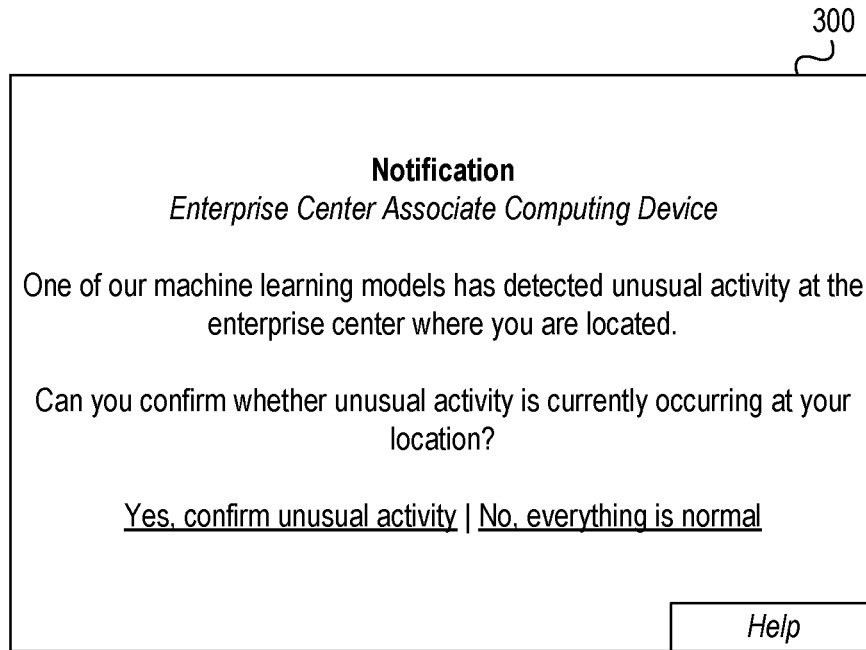 300
Notification
Enterprise Center Associate Computing Device
One of our machine learning models has detected unusual activity at the
enterprise center where you are located.
Can you confirm whether unusual activity is currently occurring at your
location?
Yes, confirm unusual activity | No, everything is normal
Help